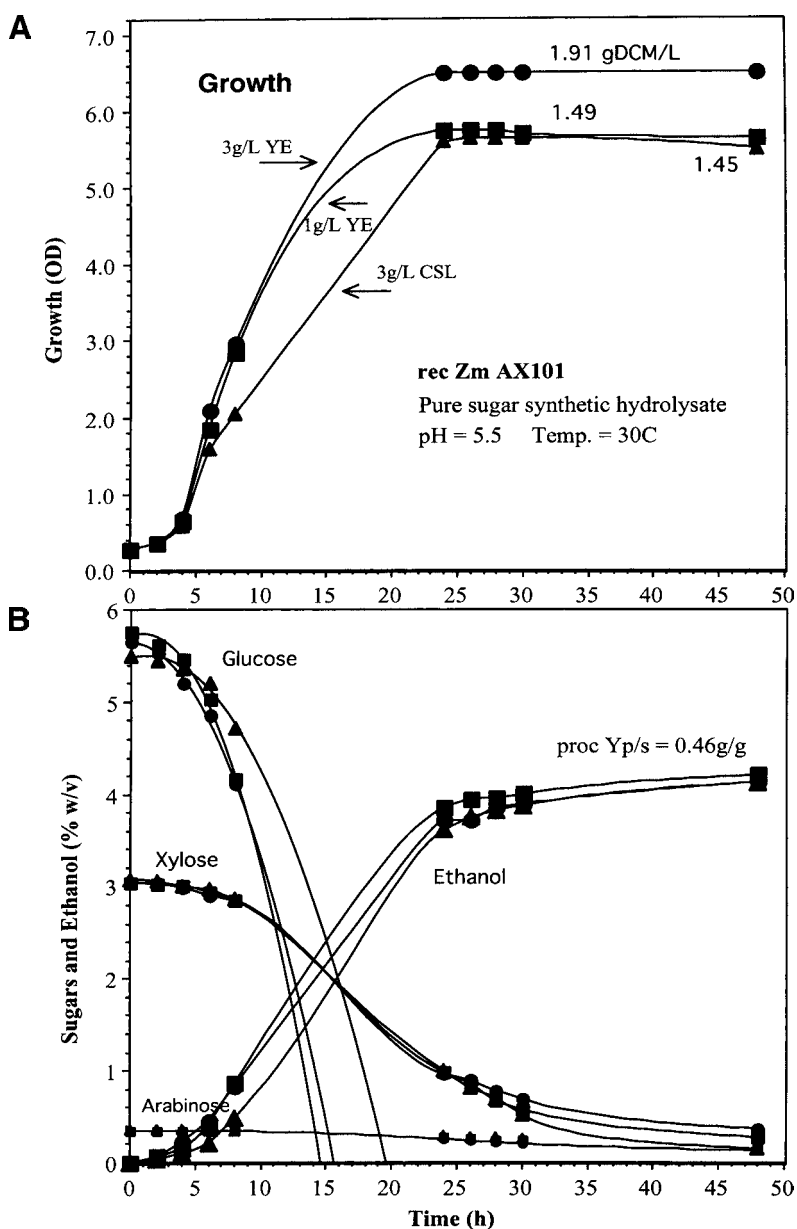 A
7.0
6.0
5.0
4.0
3.0
2.0
1.0
0.0
Growth (OD)
Growth
1.91 gDCM/L
1.49
1.45
3g/L YE
1g/L YE
3g/L CSL
rec Zm AX101
Pure sugar synthetic hydrolysate
pH = 5.5 Temp. = 30C
0 5 10 15 20 25 30 35 40 45 50
B
6
5
4
3
2
1
0
Sugars and Ethanol (% w/v)
Glucose
proc Yp/s = 0.46g/g
Xylose
Ethanol
Arabinose
0 5 10 15 20 25 30 35 40 45 50
Time (h)